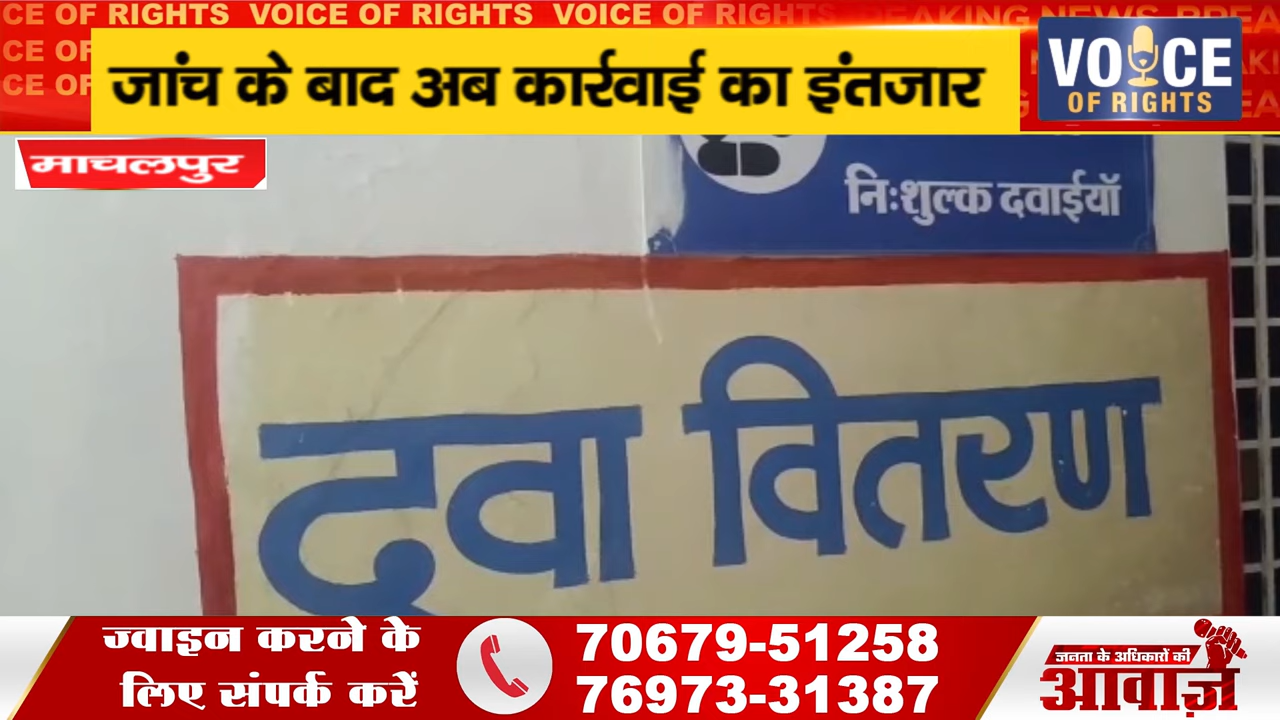 VOICE OF RIGHTS VOICE OF RIGHTS VOICE OF RIGHTS
जांच के बाद अब कार्रवाई का इंतजार
VOICE
OF RIGHTS
माचलपुर
निःशुल्क दवाईयॉ
दवा वितरण
ज्वाइन करने के
लिए संपर्क करें
70679-51258
76973-31387
जनता के अधिकारों की
आवाज़